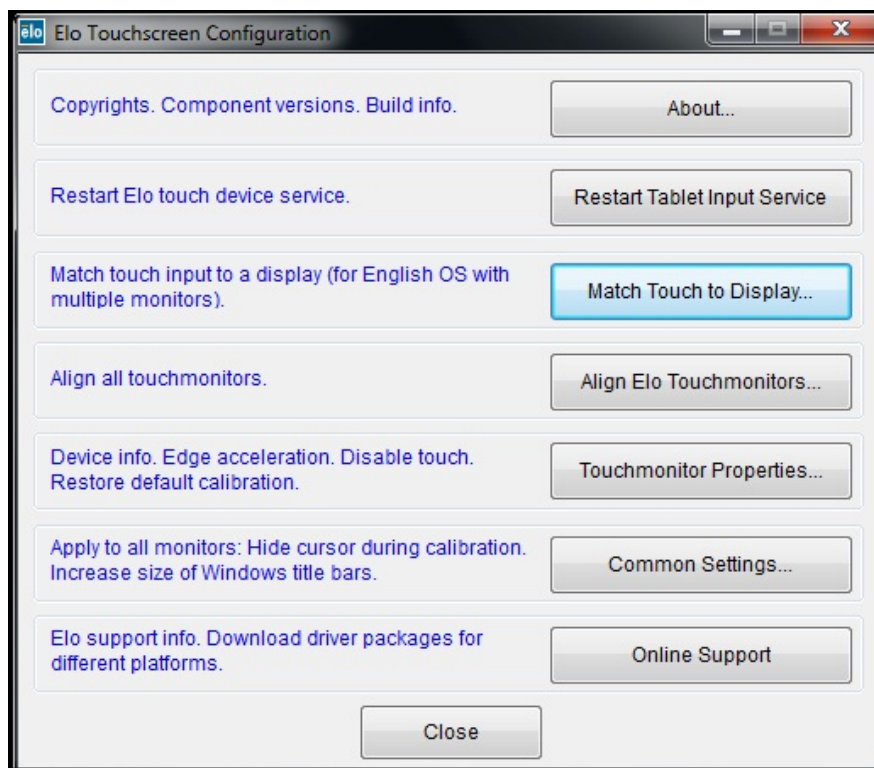 elo Elo Touchscreen Configuration
Copyrights. Component versions. Build info.
About...
Restart Elo touch device service.
Restart Tablet Input Service
Match touch input to a display (for English OS with
multiple monitors).
Match Touch to Display...
Align all touchmonitors.
Align Elo Touchmonitors...
Device info. Edge acceleration. Disable touch.
Restore default calibration.
Touchmonitor Properties...
Apply to all monitors: Hide cursor during calibration.
Increase size of Windows title bars.
Common Settings...
Elo support info. Download driver packages for
different platforms.
Online Support
Close